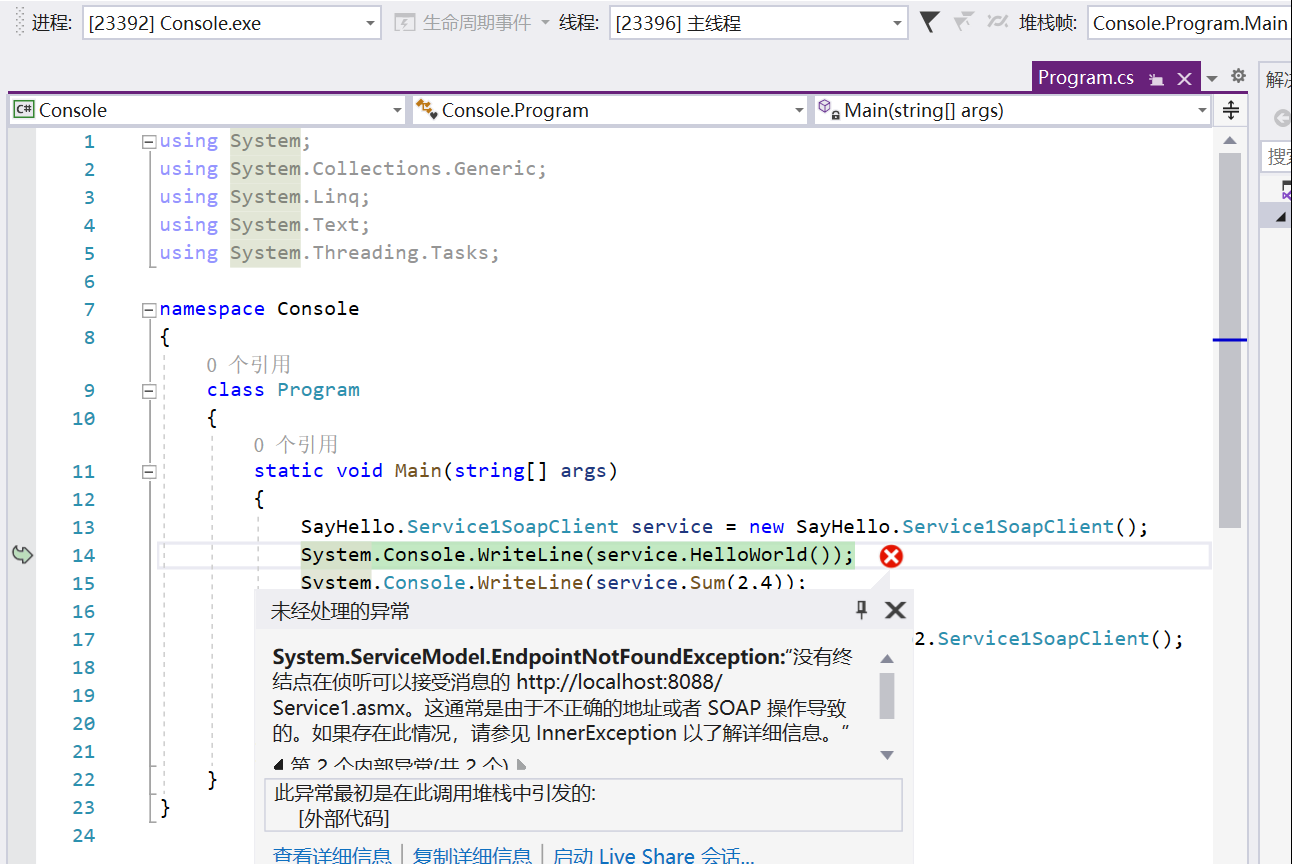 进程: [23392] Console.exe 生命周期事件 线程: [23396] 主线程 堆栈帧: Console.Program.Main
Program.cs
C# Console Console.Program Main(string[] args)
1 using System;
2 using System.Collections.Generic;
3 using System.Linq;
4 using System.Text;
5 using System.Threading.Tasks;
6
7 namespace Console
8 {
0 个引用
9 class Program
10 {
0 个引用
11 static void Main(string[] args)
12 {
13 SayHello.Service1SoapClient service = new SayHello.Service1SoapClient();
14 System.Console.WriteLine(service.HelloWorld());
15 System.Console.WriteLine(service.Sum(2,4));
16
17 2.Service1SoapClient();
18
19
20
21
22 }
23 }
24
未经处理的异常
System.ServiceModel.EndpointNotFoundException:“没有终
结点在侦听可以接受消息的 http://localhost:8088/
Service1.asmx。这通常是由于不正确的地址或者 SOAP 操作导致
的。如果存在此情况，请参见 InnerException 以了解详细信息。”
第 2 个内部异常(共 2 个)
此异常最初是在此调用堆栈中引发的:
[外部代码]
查看详细信息 | 复制详细信息 | 启动 Live Share 会话...